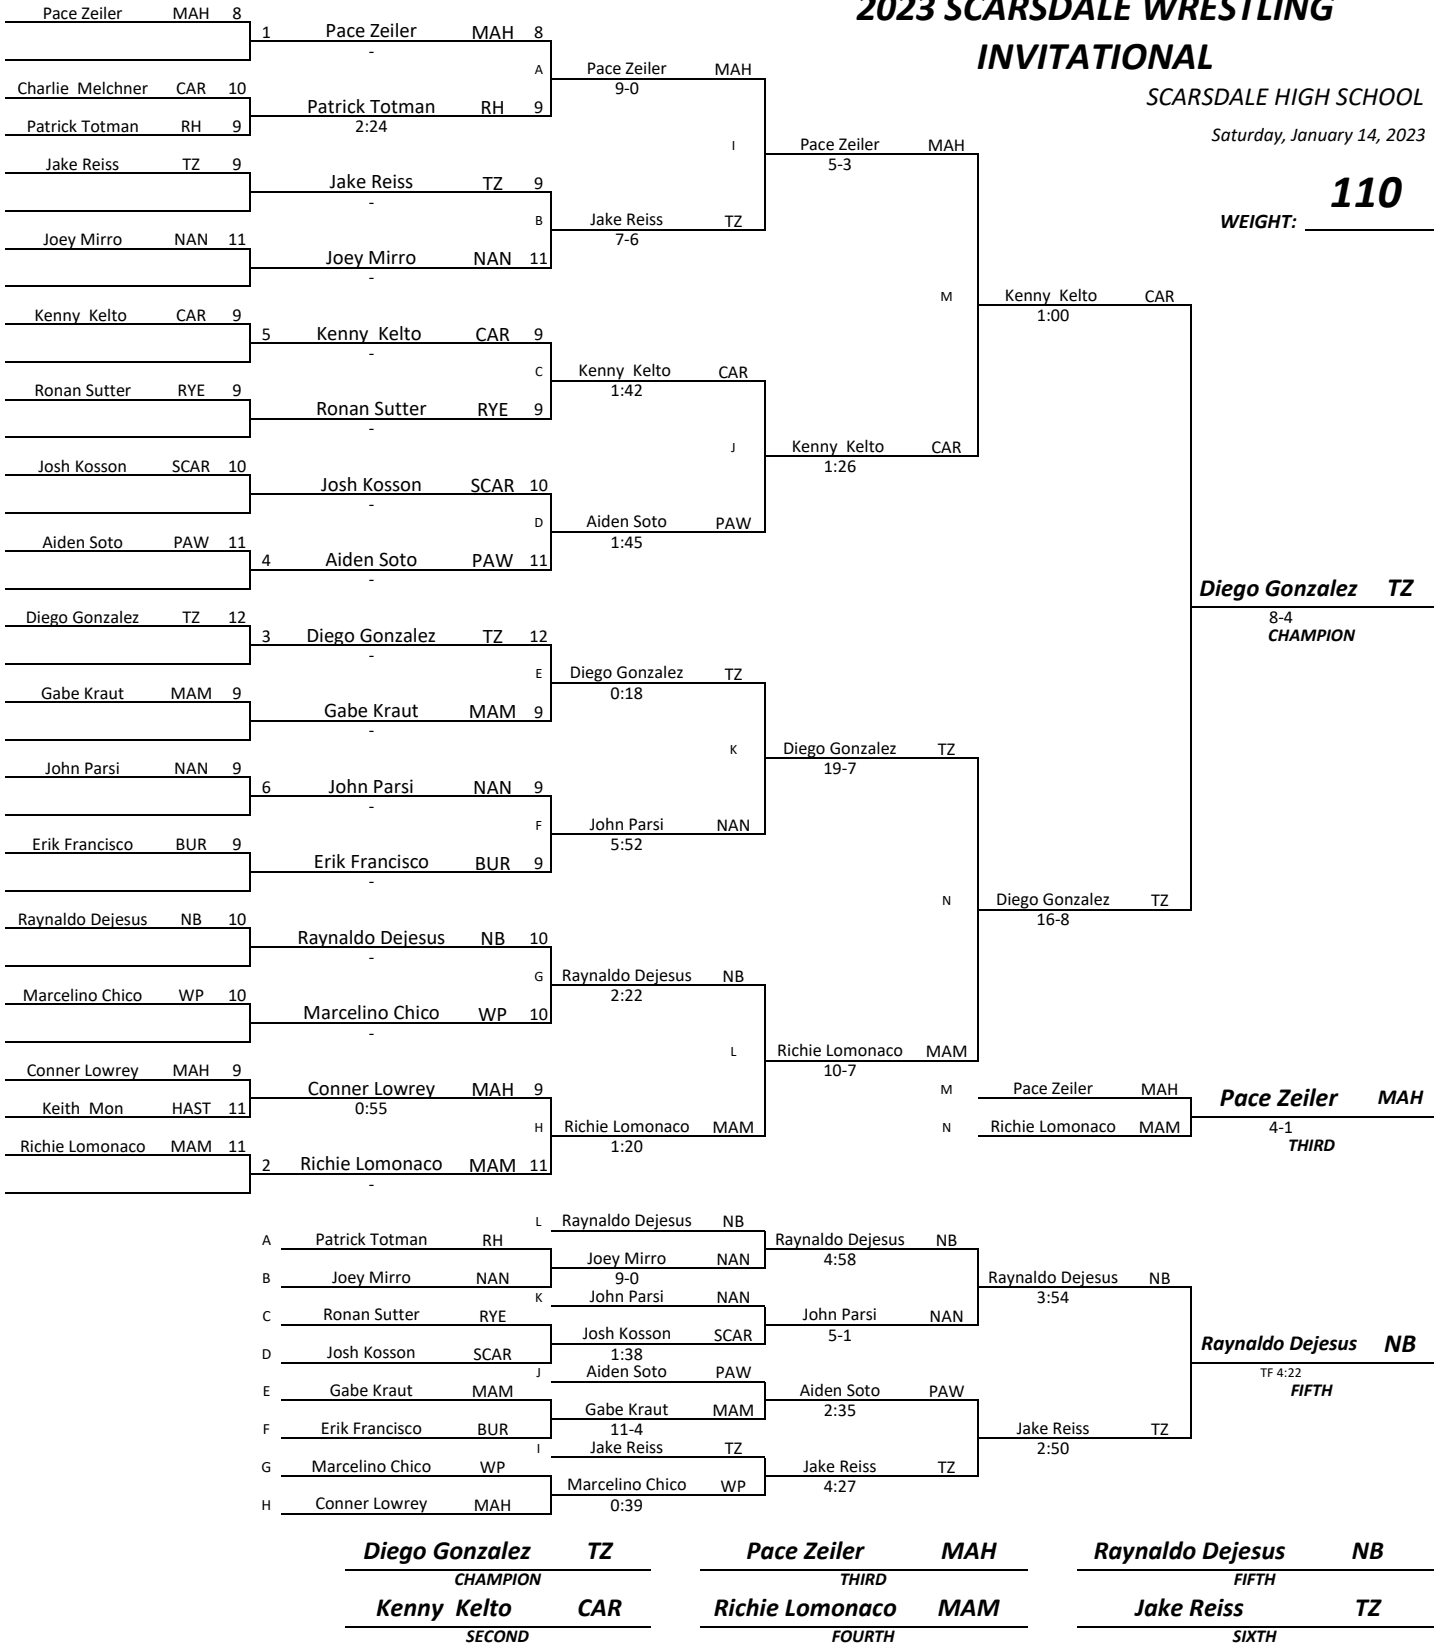 2023 SCARSDALE WRESTLING
INVITATIONAL
SCARSDALE HIGH SCHOOL
Saturday, January 14, 2023
110
WEIGHT:
Pace Zeiler MAH 8
Charlie Melchner CAR 10
Patrick Totman RH 9
Jake Reiss TZ 9
Joey Mirro NAN 11
Kenny Kelto CAR 9
Ronan Sutter RYE 9
Josh Kosson SCAR 10
Aiden Soto PAW 11
Diego Gonzalez TZ 12
Gabe Kraut MAM 9
John Parsi NAN 9
Erik Francisco BUR 9
Raynaldo Dejesus NB 10
Marcelino Chico WP 10
Conner Lowrey MAH 9
Keith Mon HAST 11
Richie Lomonaco MAM 11
1 Pace Zeiler MAH 8
-
A
Patrick Totman RH 9
2:24
Jake Reiss TZ 9
-
B
Joey Mirro NAN 11
-
5 Kenny Kelto CAR 9
-
C
Ronan Sutter RYE 9
-
Josh Kosson SCAR 10
-
D
4 Aiden Soto PAW 11
-
3 Diego Gonzalez TZ 12
-
E
Gabe Kraut MAM 9
-
6 John Parsi NAN 9
-
F
Erik Francisco BUR 9
-
Raynaldo Dejesus NB 10
-
G
Marcelino Chico WP 10
-
Conner Lowrey MAH 9
0:55
H
2 Richie Lomonaco MAM 11
-
Pace Zeiler MAH
9-0
I
Jake Reiss TZ
7-6
Kenny Kelto CAR
1:42
J
Aiden Soto PAW
1:45
Diego Gonzalez TZ
0:18
K
John Parsi NAN
5:52
Raynaldo Dejesus NB
2:22
L
Richie Lomonaco MAM
1:20
Pace Zeiler MAH
5-3
M
Kenny Kelto CAR
1:26
Diego Gonzalez TZ
19-7
N
Richie Lomonaco MAM
10-7
Kenny Kelto CAR
1:00
Diego Gonzalez TZ
16-8
Diego Gonzalez TZ
8-4
CHAMPION
M Pace Zeiler MAH
N Richie Lomonaco MAM
Pace Zeiler MAH
4-1
THIRD
A Patrick Totman RH
B Joey Mirro NAN
C Ronan Sutter RYE
D Josh Kosson SCAR
E Gabe Kraut MAM
F Erik Francisco BUR
G Marcelino Chico WP
H Conner Lowrey MAH
L Raynaldo Dejesus NB
Joey Mirro NAN
9-0
K John Parsi NAN
Josh Kosson SCAR
1:38
J Aiden Soto PAW
Gabe Kraut MAM
11-4
I Jake Reiss TZ
Marcelino Chico WP
0:39
Raynaldo Dejesus NB
4:58
John Parsi NAN
5-1
Aiden Soto PAW
2:35
Jake Reiss TZ
4:27
Raynaldo Dejesus NB
3:54
Jake Reiss TZ
2:50
Raynaldo Dejesus NB
TF 4:22
FIFTH
Diego Gonzalez TZ Pace Zeiler MAH Raynaldo Dejesus NB
CHAMPION THIRD FIFTH
Kenny Kelto CAR Richie Lomonaco MAM Jake Reiss TZ
SECOND FOURTH SIXTH